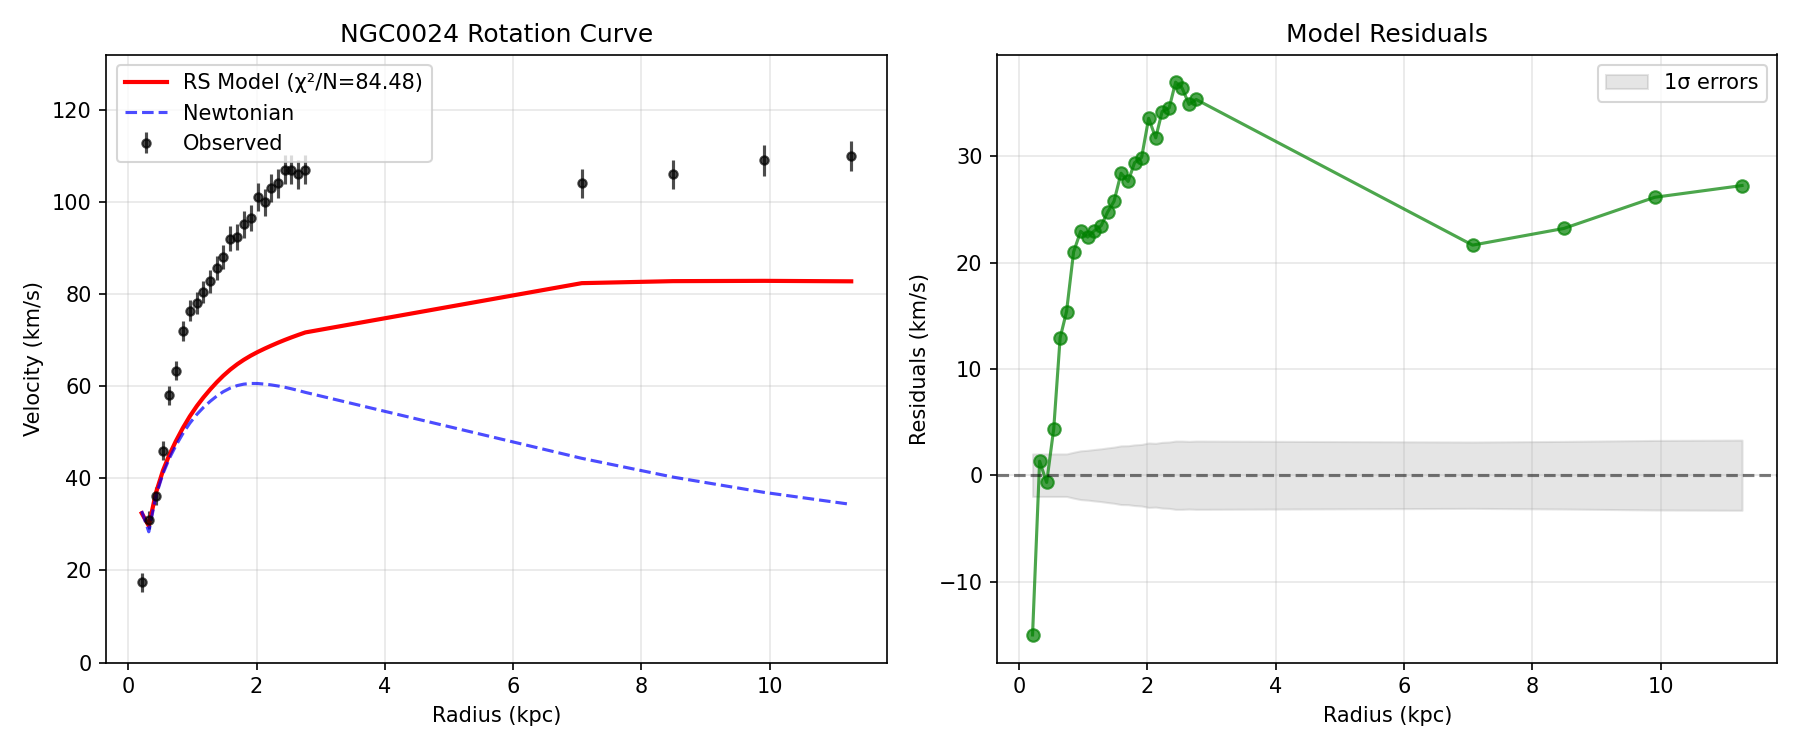 NGC0024 Rotation Curve
RS Model (χ²/N=84.48)
Newtonian
Observed
120
100
80
60
40
20
0
Velocity (km/s)
0 2 4 6 8 10
Radius (kpc)
Model Residuals
1σ errors
30
20
10
0
−10
Residuals (km/s)
0 2 4 6 8 10
Radius (kpc)